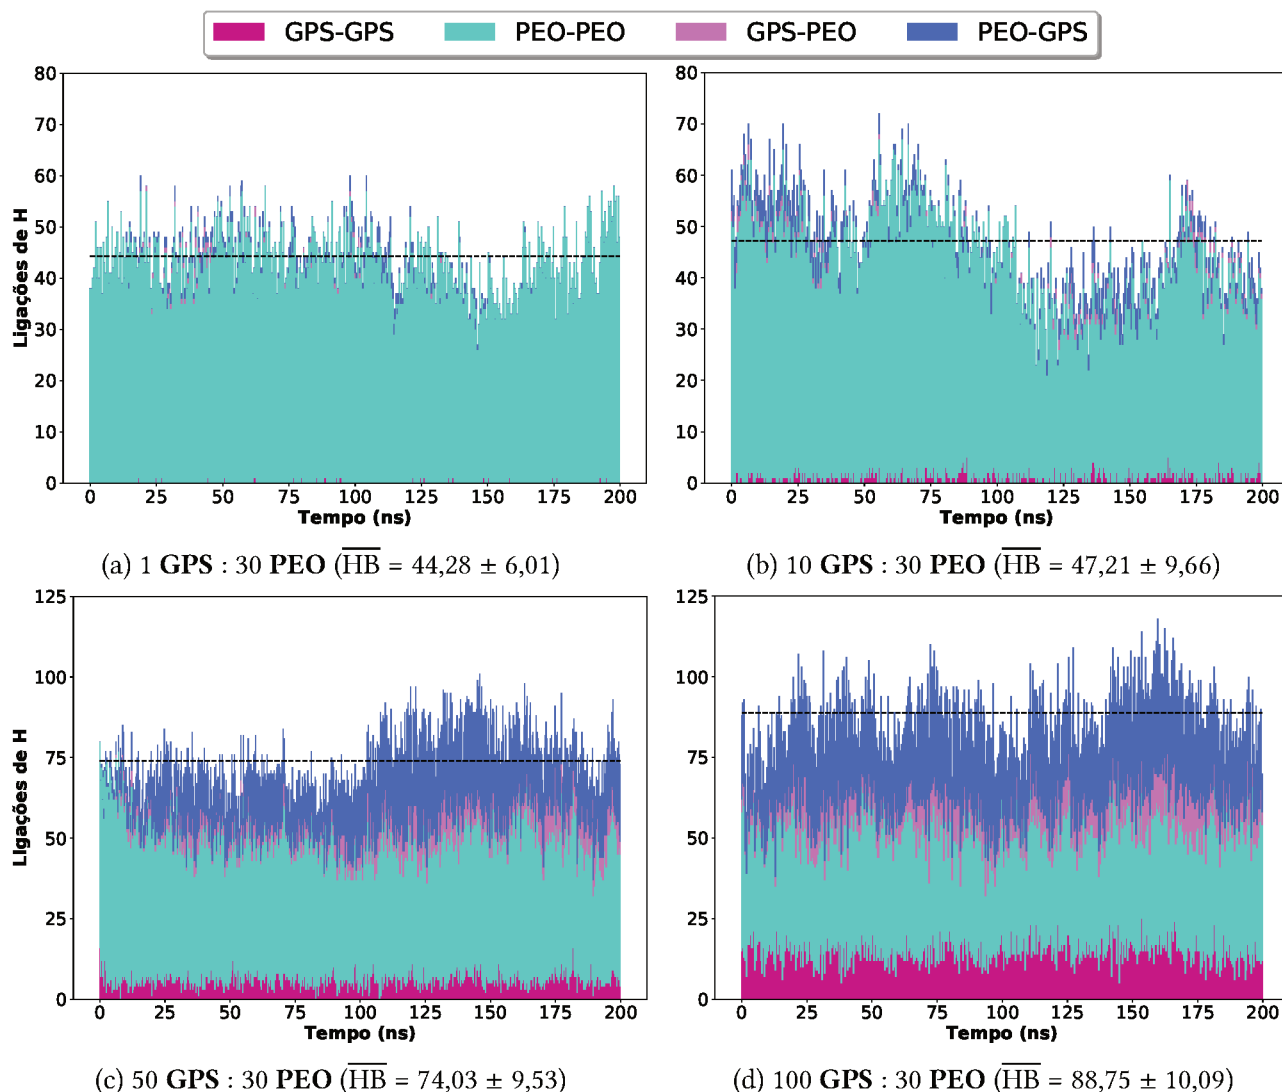 GPS-GPS PEO-PEO GPS-PEO PEO-GPS
80
70
60
50
40
30
20
10
0
Ligações de H
0 25 50 75 100 125 150 175 200
Tempo (ns)
(a) 1 GPS : 30 PEO (HB = 44,28 ± 6,01)
80
70
60
50
40
30
20
10
0
0 25 50 75 100 125 150 175 200
Tempo (ns)
(b) 10 GPS : 30 PEO (HB = 47,21 ± 9,66)
125
100
75
50
25
0
Ligações de H
0 25 50 75 100 125 150 175 200
Tempo (ns)
(c) 50 GPS : 30 PEO (HB = 74,03 ± 9,53)
125
100
75
50
25
0
0 25 50 75 100 125 150 175 200
Tempo (ns)
(d) 100 GPS : 30 PEO (HB = 88,75 ± 10,09)